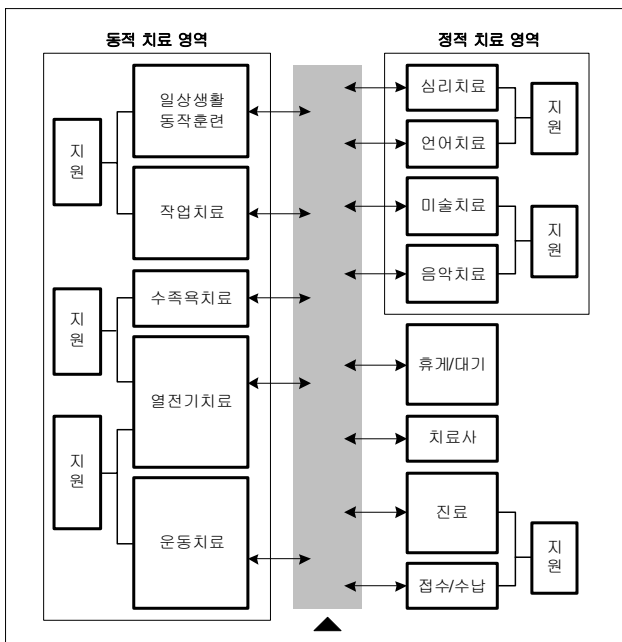 동적 치료 영역
일상생활
동작훈련
지
원
작업치료
수족욕치료
지
원
열전기치료
지
원
운동치료
정적 치료 영역
심리치료
지
원
언어치료
미술치료
지
원
음악치료
휴게/대기
치료사
진료
지
원
접수/수납